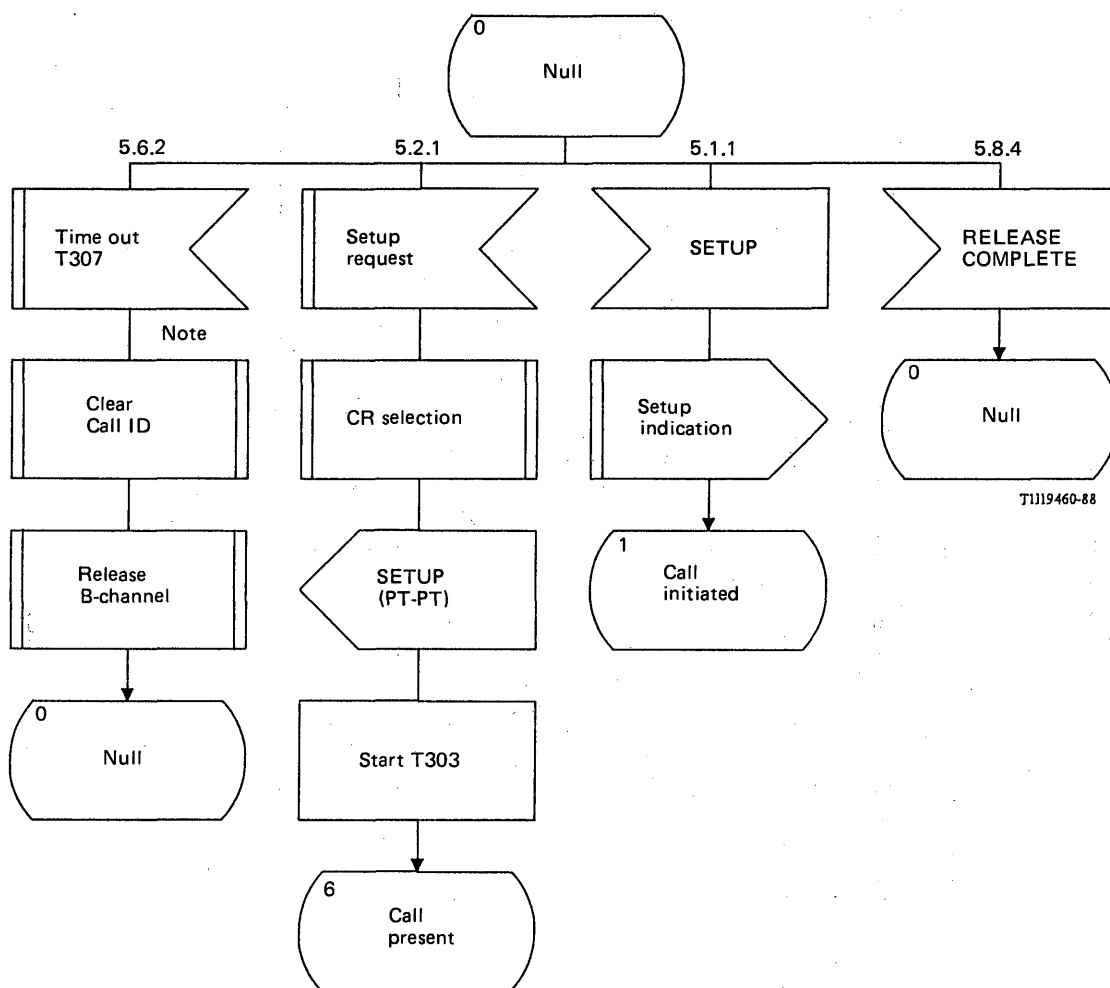 0
Null
5.6.2
5.2.1
5.1.1
5.8.4
Time out
T307
Setup
request
SETUP
RELEASE
COMPLETE
Note
Clear
Call ID
CR selection
Setup
indication
0
Null
T1119460-88
Release
B-channel
SETUP
(PT-PT)
1
Call
initiated
0
Null
Start T303
6
Call
present